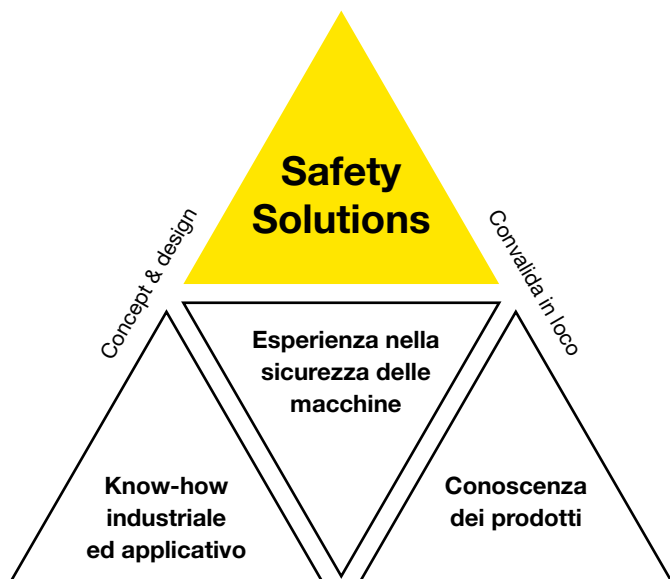 Safety
Solutions
Concept & design
Convalida in loco
Esperienza nella
sicurezza delle
macchine
Know-how
industriale
ed applicativo
Conoscenza
dei prodotti